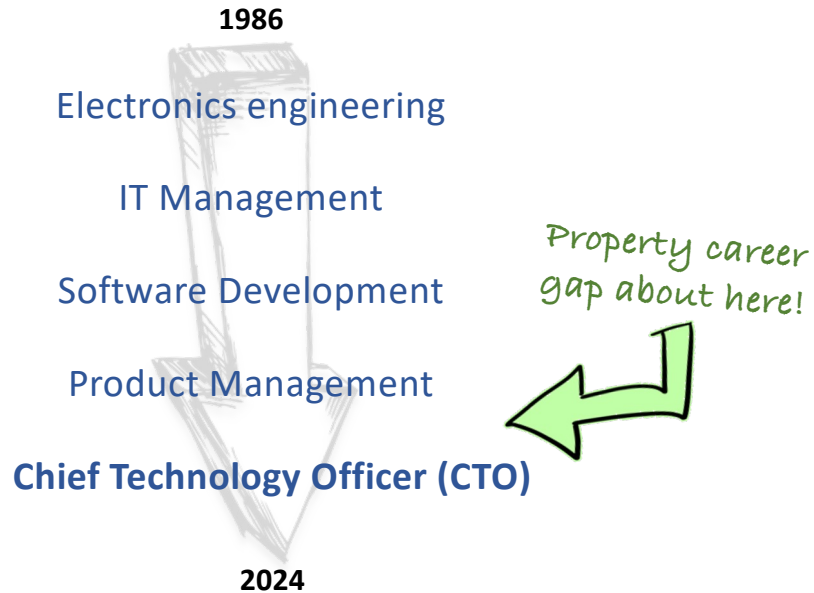 1986
Electronics engineering
IT Management
Software Development
Property career
gap about here!
Product Management
Chief Technology Officer (CTO)
2024